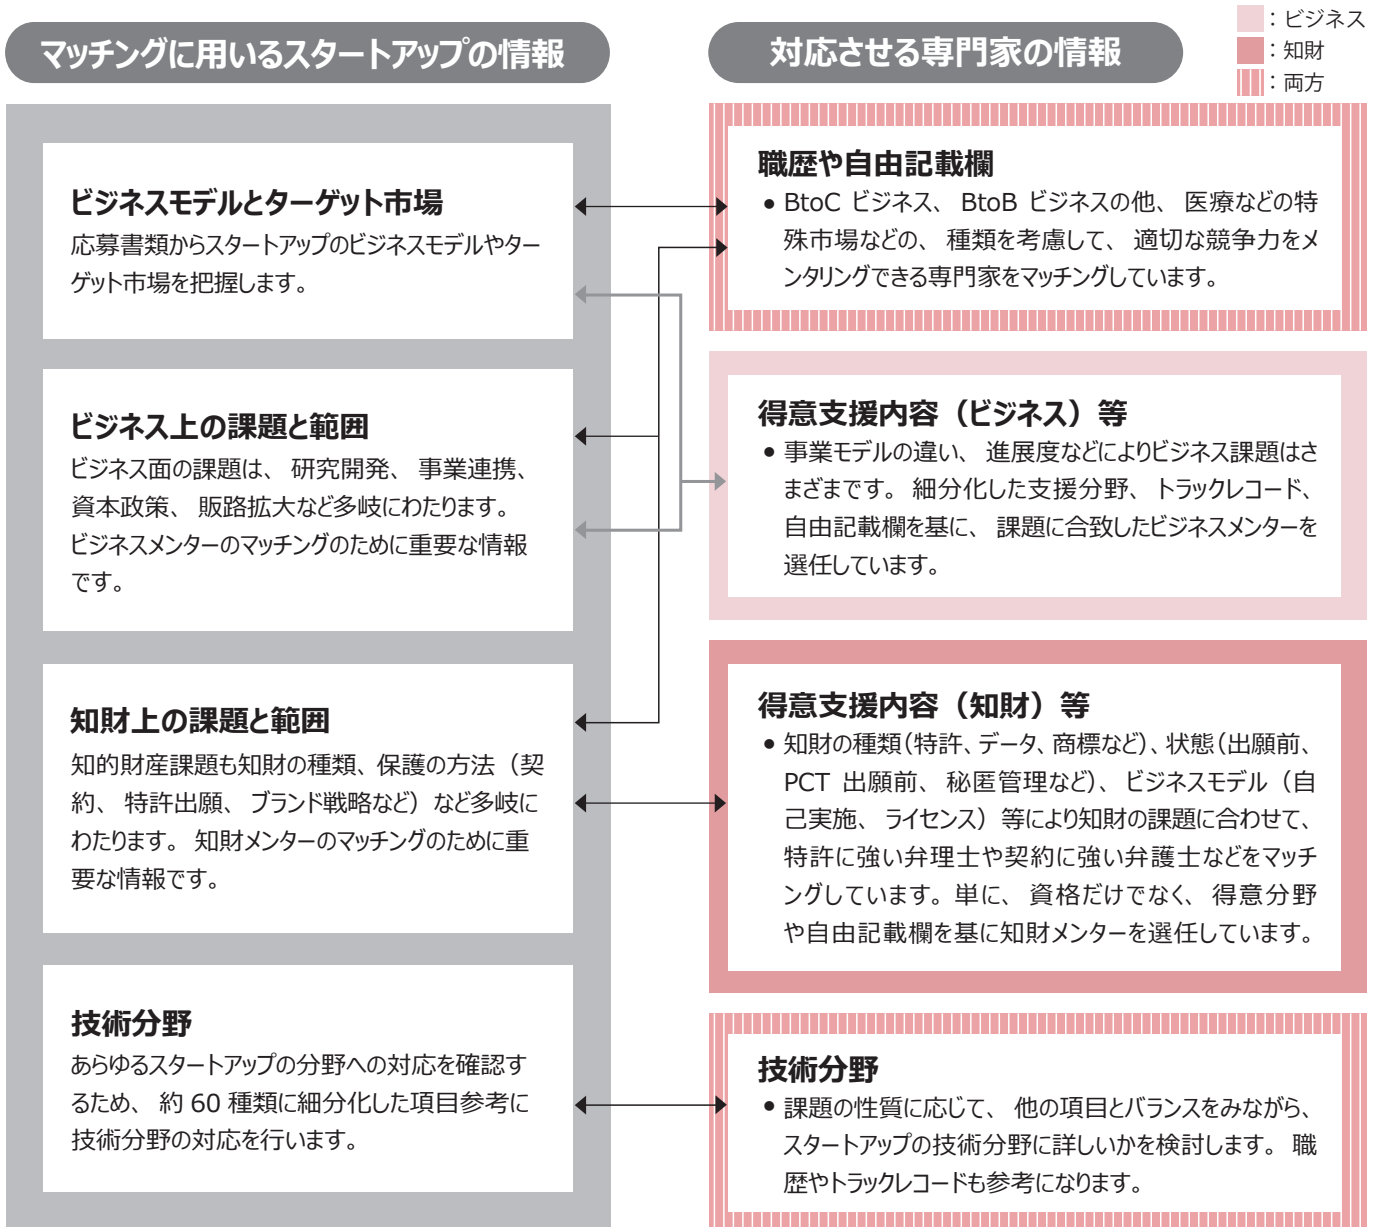 マッチングに用いるスタートアップの情報
ビジネスモデルとターゲット市場
応募書類からスタートアップのビジネスモデルやター
ゲット市場を把握します。
ビジネス上の課題と範囲
ビジネス面の課題は、研究開発、事業連携、
資本政策、販路拡大など多岐にわたります。
ビジネスメンターのマッチングのために重要な情報
です。
知財上の課題と範囲
知的財産課題も知財の種類、保護の方法（契
約、特許出願、ブランド戦略など）など多岐に
わたります。知財メンターのマッチングのために重
要な情報です。
技術分野
あらゆるスタートアップの分野への対応を確認す
るため、約 60 種類に細分化した項目参考に
技術分野の対応を行います。
対応させる専門家の情報
：ビジネス
：知財
：両方
職歴や自由記載欄
● BtoC ビジネス、BtoB ビジネスの他、医療などの特
殊市場などの、種類を考慮して、適切な競争力をメ
ンタリングできる専門家をマッチングしています。
得意支援内容（ビジネス）等
● 事業モデルの違い、進展度などによりビジネス課題はさ
まざまです。細分化した支援分野、トラックレコード、
自由記載欄を基に、課題に合致したビジネスメンターを
選任しています。
得意支援内容（知財）等
● 知財の種類（特許、データ、商標など）、状態（出願前、
PCT 出願前、秘匿管理など）、ビジネスモデル（自
己実施、ライセンス）等により知財の課題に合わせて、
特許に強い弁理士や契約に強い弁護士などをマッチ
ングしています。単に、資格だけでなく、得意分野
や自由記載欄を基に知財メンターを選任しています。
技術分野
● 課題の性質に応じて、他の項目とバランスをみながら、
スタートアップの技術分野に詳しいかを検討します。職
歴やトラックレコードも参考になります。